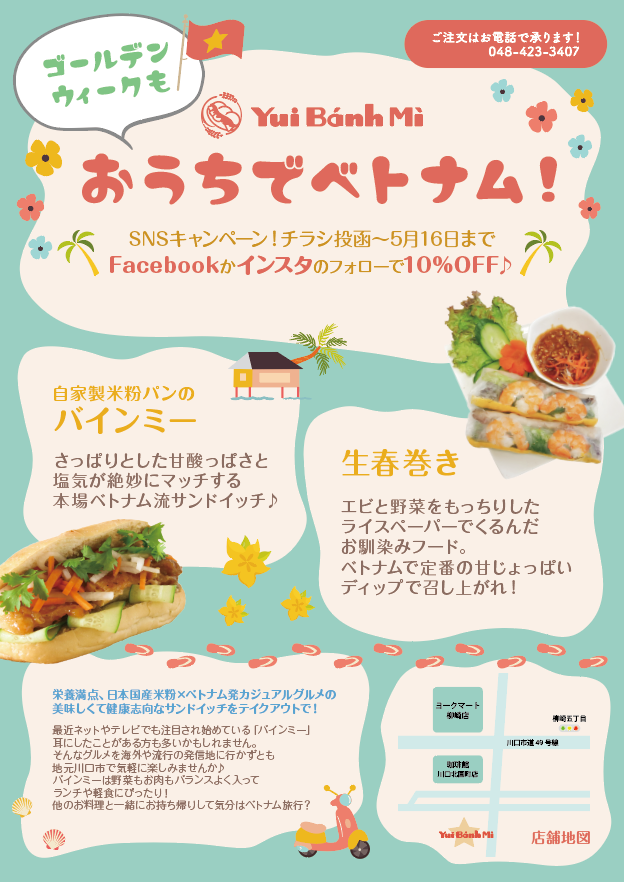 ゴールデン
ウィークも
ご注文はお電話で承ります!
048-423-3407
Yui Bánh Mì
おうちでベトナム!
SNSキャンペーン!チラシ投函〜5月16日まで
Facebookかインスタのフォローで10%OFF♪
自家製米粉パンの
バインミー
さっぱりとした甘酸っぱさと
塩気が絶妙にマッチする
本場ベトナム流サンドイッチ♪
生春巻き
エビと野菜をもっちりした
ライスペーパーでくるんだ
お馴染みフード。
ベトナムで定番の甘じょっぱい
ディップで召し上がれ!
栄養満点、日本国産米粉×ベトナム発カジュアルグルメの
美味しくて健康志向なサンドイッチをテイクアウトで!
最近ネットやテレビでも注目され始めている「バインミー」
耳にしたことがある方も多いかもしれません。
そんなグルメを海外や流行の発信地に行かずとも
地元川口市で気軽に楽しみませんか♪
バインミーは野菜もお肉もバランスよく入って
ランチや軽食にぴったり!
他のお料理と一緒にお持ち帰りして気分はベトナム旅行?
ヨークマート
柳崎店
柳崎五丁目
川口市道49号線
珈琲館
川口北園町店
Yui Bánh Mì
店舗地図